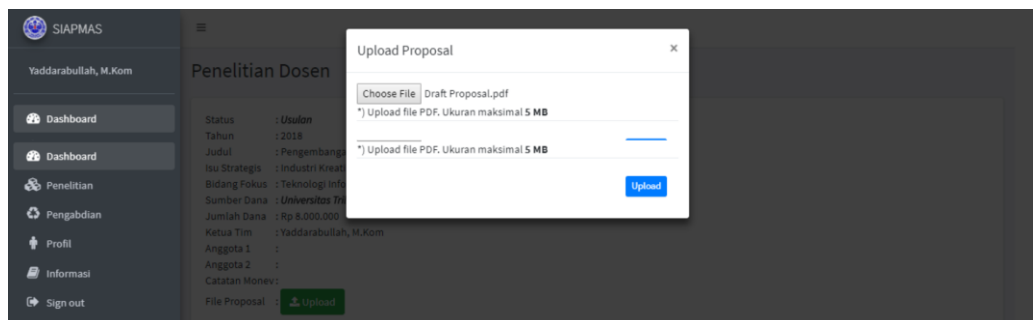 SIAPMAS
Yaddarabullah, M.Kom
Dashboard
Dashboard
Penelitian
Pengabdian
Profil
Informasi
Sign out
Penelitian Dosen
Status : Usulan
Tahun : 2018
Judul : Pengembanga
Isu Strategis : Industri Kreati
Bidang Fokus : Teknologi Info
Sumber Dana : Universitas Tri
Jumlah Dana : Rp 8.000.000
Ketua Tim : Yaddarabullah, M.Kom
Anggota 1 :
Anggota 2 :
Catatan Monev :
File Proposal : Upload
Upload Proposal ×
Choose File Draft Proposal.pdf
*) Upload file PDF. Ukuran maksimal 5 MB
*) Upload file PDF. Ukuran maksimal 5 MB
Upload